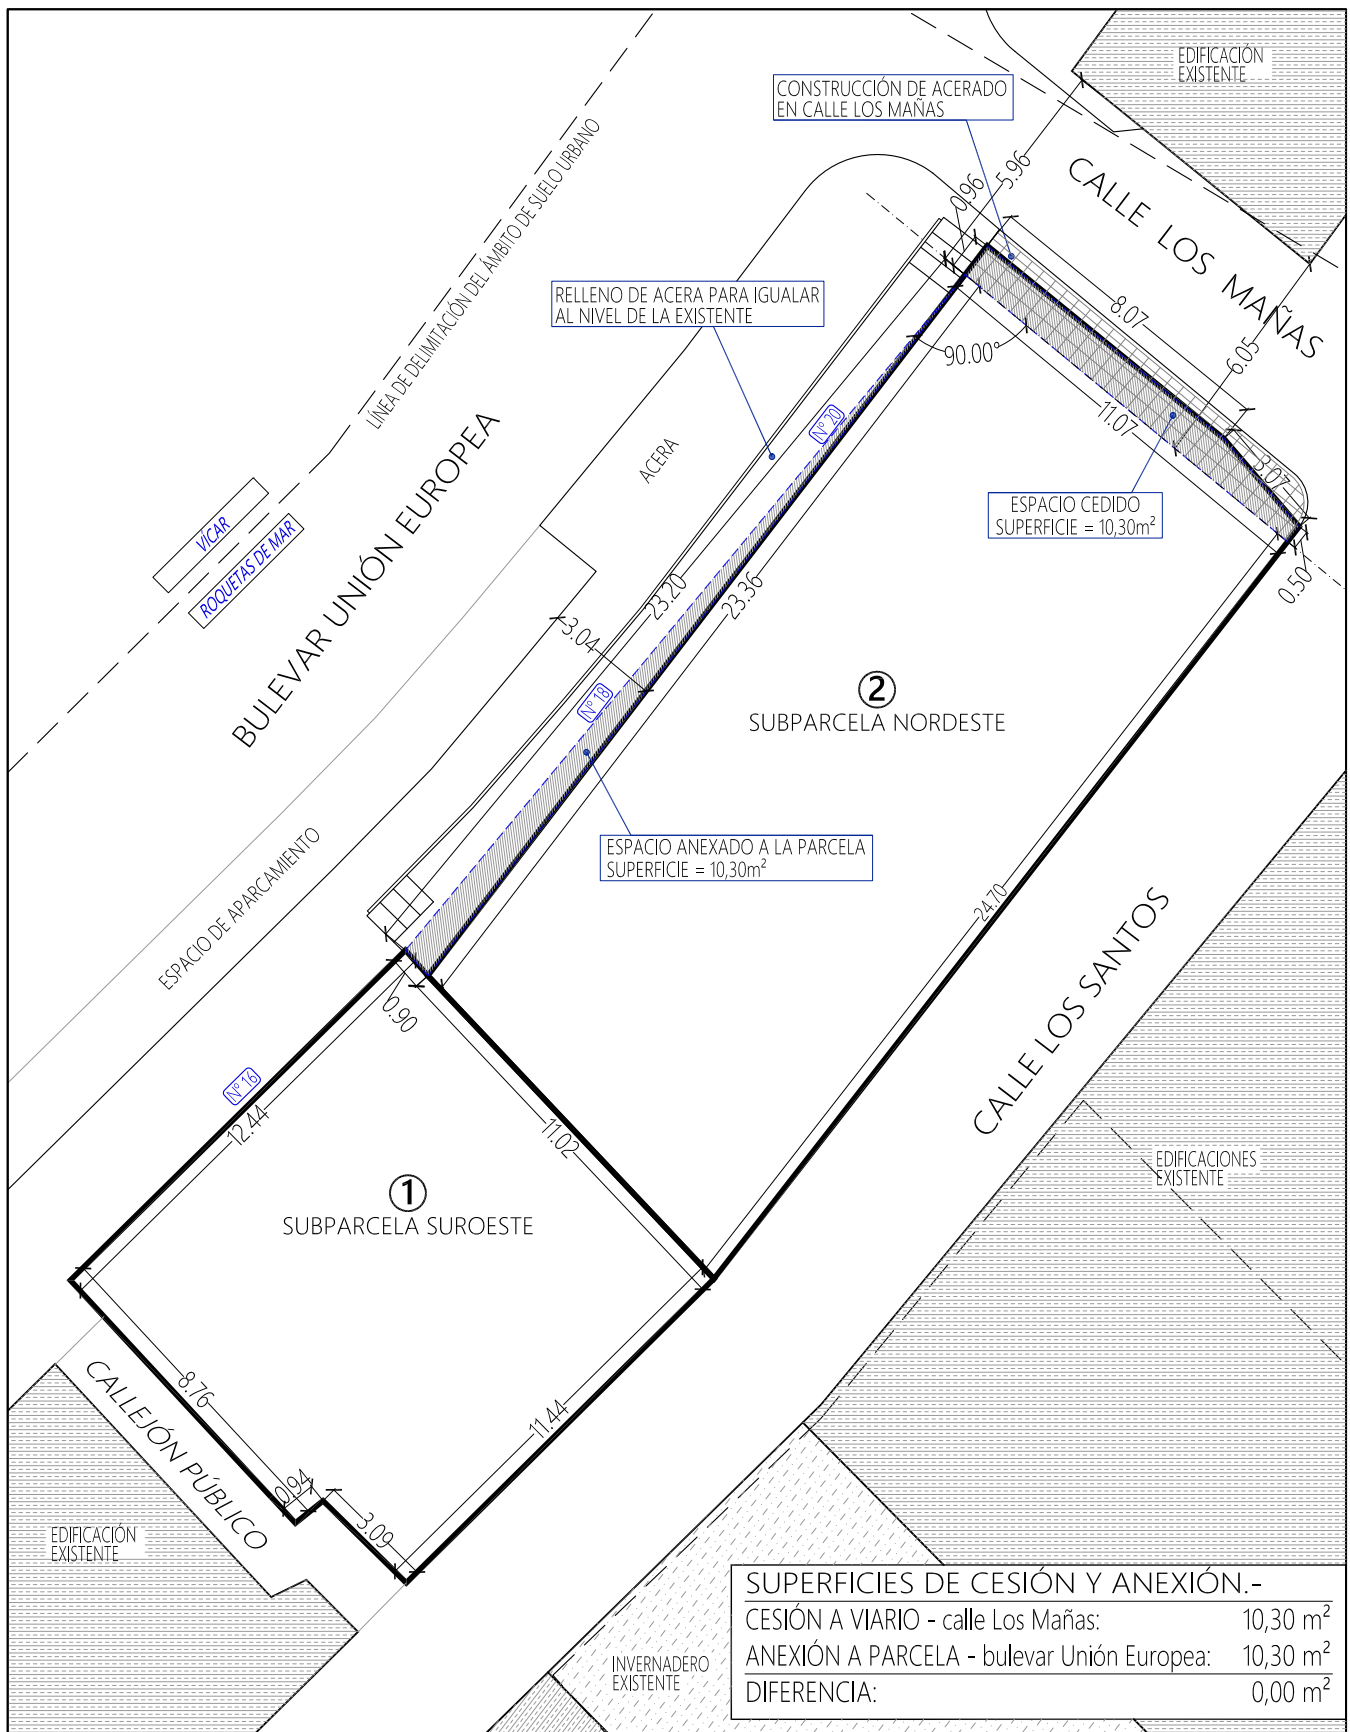 EDIFICACIÓN
EXISTENTE
CONSTRUCCIÓN DE ACERADO
EN CALLE LOS MAÑAS
5.96
0.96
CALLE LOS MAÑAS
LÍNEA DE DELIMITACIÓN DEL ÁMBITO DE SUELO URBANO
RELLENO DE ACERA PARA IGUALAR
AL NIVEL DE LA EXISTENTE
8.07
6.05
90.00°
11.07
Nº 20
ACERA
3.07
ESPACIO CEDIDO
SUPERFICIE = 10,30m²
0.50
VÍCAR
ROQUETAS DE MAR
BULEVAR UNIÓN EUROPEA
23.20
23.36
3.04
Nº 18
2
SUBPARCELA NORDESTE
ESPACIO ANEXADO A LA PARCELA
SUPERFICIE = 10,30m²
ESPACIO DE APARCAMIENTO
24.70
CALLE LOS SANTOS
0.90
Nº 16
12.44
11.02
1
SUBPARCELA SUROESTE
EDIFICACIONES
EXISTENTE
8.76
CALLEJÓN PÚBLICO
11.44
0.94
3.09
EDIFICACIÓN
EXISTENTE
INVERNADERO
EXISTENTE
SUPERFICIES DE CESIÓN Y ANEXIÓN.-
CESIÓN A VIARIO - calle Los Mañas: 10,30 m²
ANEXIÓN A PARCELA - bulevar Unión Europea: 10,30 m²
DIFERENCIA: 0,00 m²